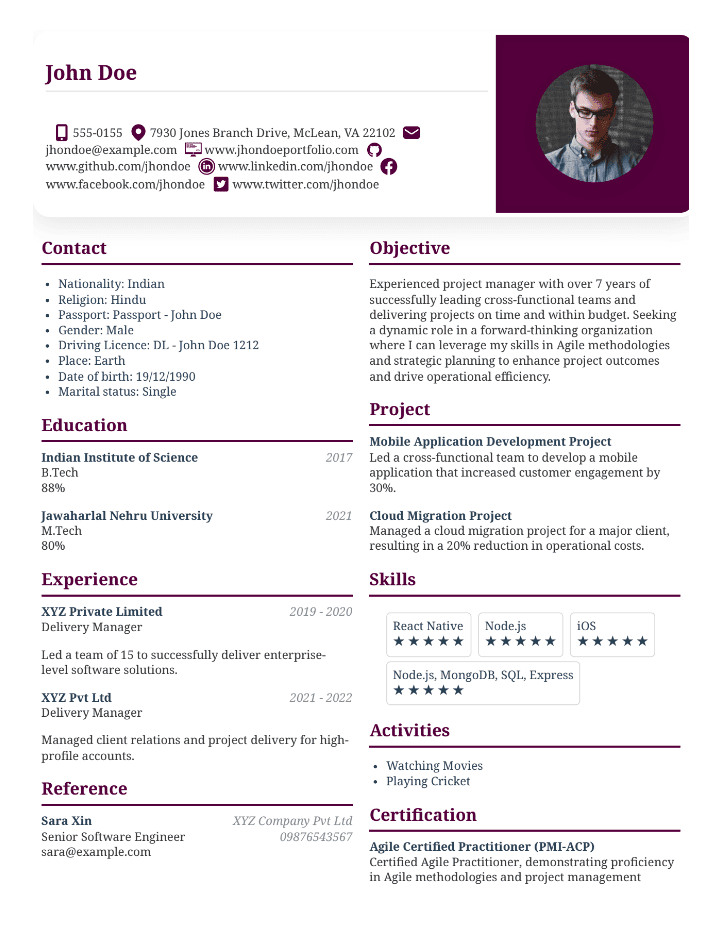 John Doe
555-0155 7930 Jones Branch Drive, McLean, VA 22102
jhondoe@example.com www.jhondoeportfolio.com
www.github.com/jhondoe www.linkedin.com/jhondoe
www.facebook.com/jhondoe www.twitter.com/jhondoe
Contact
• Nationality: Indian
• Religion: Hindu
• Passport: Passport - John Doe
• Gender: Male
• Driving Licence: DL - John Doe 1212
• Place: Earth
• Date of birth: 19/12/1990
• Marital status: Single
Education
Indian Institute of Science 2017
B.Tech
88%
Jawaharlal Nehru University 2021
M.Tech
80%
Experience
XYZ Private Limited 2019 - 2020
Delivery Manager
Led a team of 15 to successfully deliver enterprise-
level software solutions.
XYZ Pvt Ltd 2021 - 2022
Delivery Manager
Managed client relations and project delivery for high-
profile accounts.
Reference
Sara Xin XYZ Company Pvt Ltd
Senior Software Engineer 09876543567
sara@example.com
Objective
Experienced project manager with over 7 years of
successfully leading cross-functional teams and
delivering projects on time and within budget. Seeking
a dynamic role in a forward-thinking organization
where I can leverage my skills in Agile methodologies
and strategic planning to enhance project outcomes
and drive operational efficiency.
Project
Mobile Application Development Project
Led a cross-functional team to develop a mobile
application that increased customer engagement by
30%.
Cloud Migration Project
Managed a cloud migration project for a major client,
resulting in a 20% reduction in operational costs.
Skills
React Native Node.js iOS
★★★★★ ★★★★★ ★★★★★
Node.js, MongoDB, SQL, Express
★★★★★
Activities
• Watching Movies
• Playing Cricket
Certification
Agile Certified Practitioner (PMI-ACP)
Certified Agile Practitioner, demonstrating proficiency
in Agile methodologies and project management